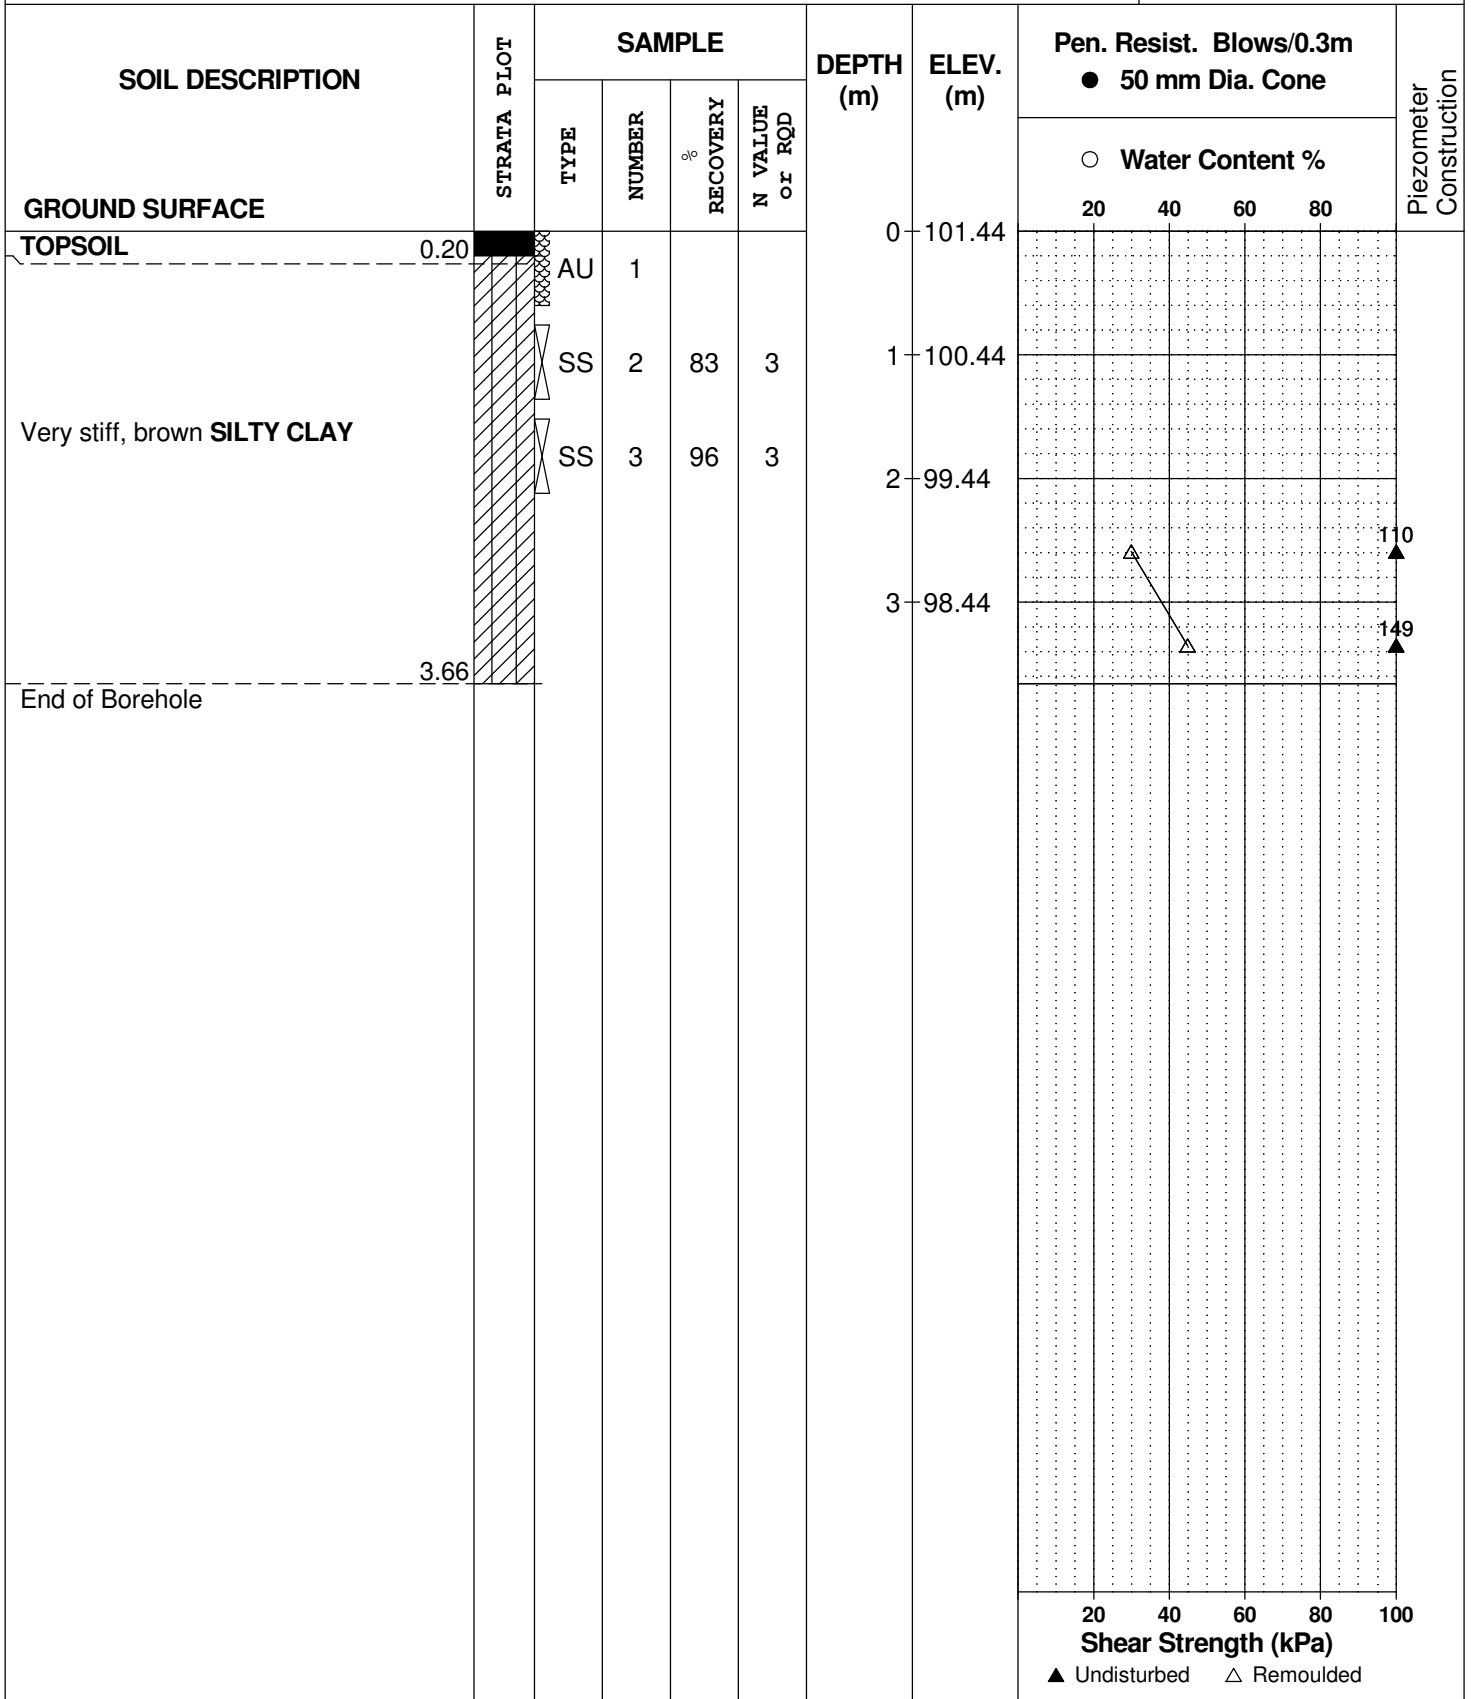 SOIL DESCRIPTION
GROUND SURFACE
STRATA PLOT
SAMPLE
TYPE
NUMBER
%
RECOVERY
N VALUE
or RQD
DEPTH
(m)
ELEV.
(m)
Pen. Resist. Blows/0.3m
● 50 mm Dia. Cone
○ Water Content %
20 40 60 80
Piezometer
Construction
TOPSOIL 0.20
AU 1
0 101.44
SS 2 83 3
1 100.44
Very stiff, brown SILTY CLAY
SS 3 96 3
2 99.44
110
3 98.44
149
3.66
End of Borehole
20 40 60 80 100
Shear Strength (kPa)
▲ Undisturbed △ Remoulded